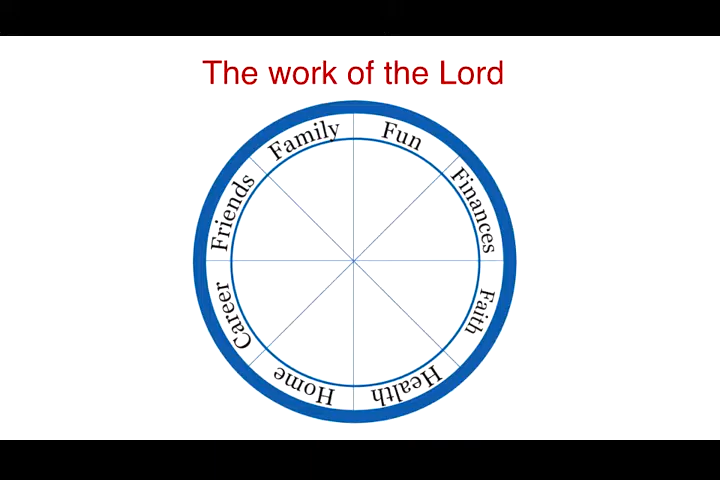 The work of the Lord
Family
Fun
Finances
Faith
Health
Home
Career
Friends